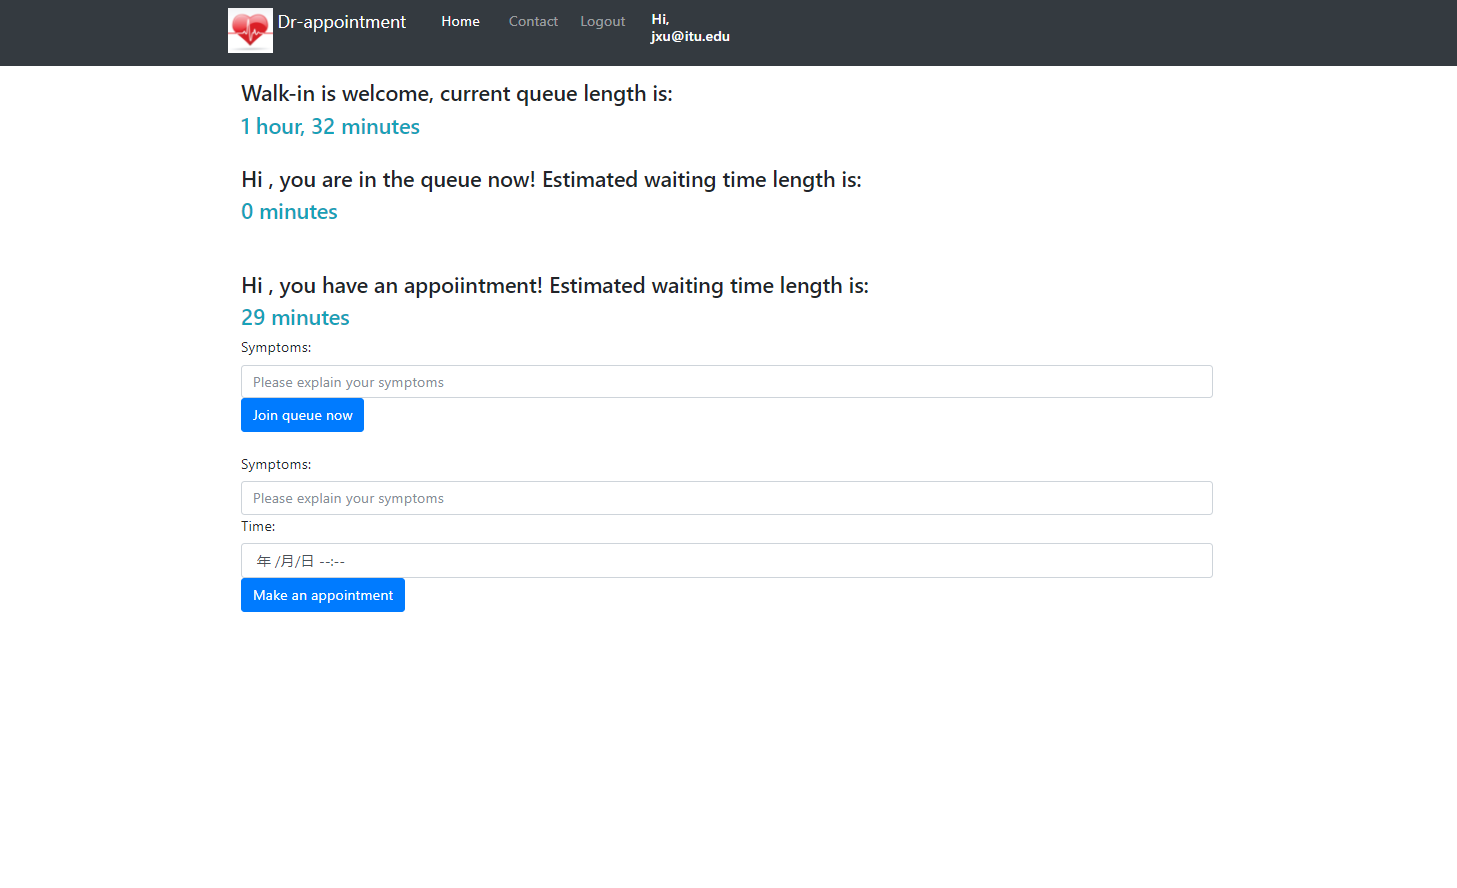 Dr-appointment Home Contact Logout Hi,
jxu@itu.edu
Walk-in is welcome, current queue length is:
1 hour, 32 minutes
Hi , you are in the queue now! Estimated waiting time length is:
0 minutes
Hi , you have an appoiintment! Estimated waiting time length is:
29 minutes
Symptoms:
Please explain your symptoms
Join queue now
Symptoms:
Please explain your symptoms
Time:
年 /月/日 --:--
Make an appointment